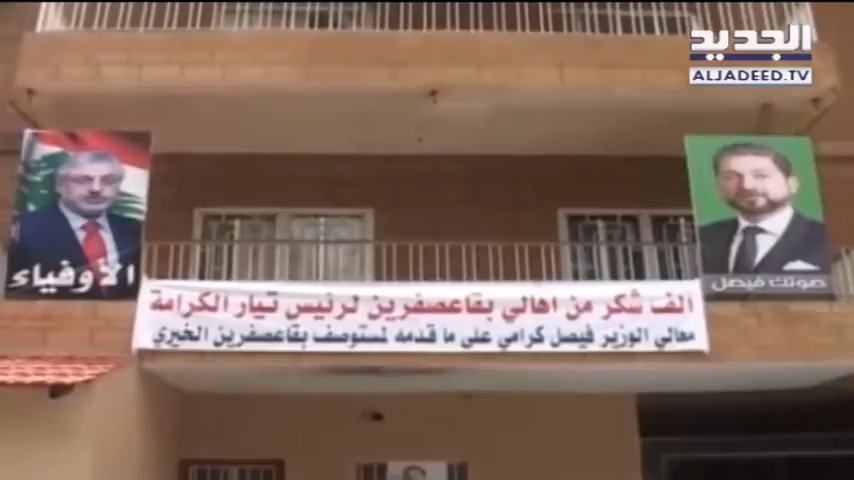 الجديد
ALJADEED.TV
الأوفياء
صوتك فيصل
الف شكر من اهالي بقاعصفرين لرئيس تيار الكرامة
معالي الوزير فيصل كرامي على ما قدمه لمستوصف بقاعصفرين الخيري